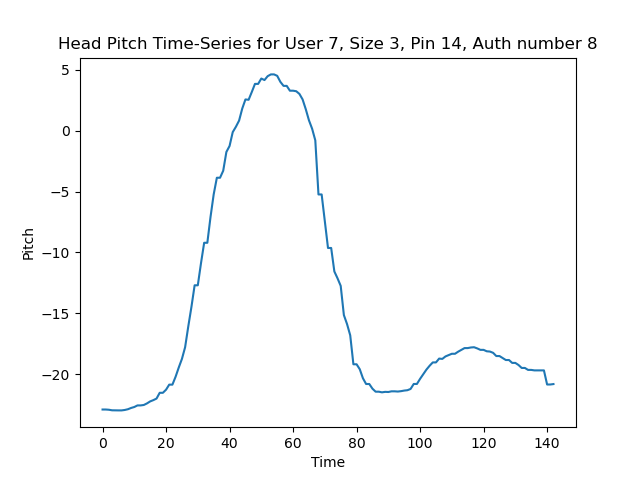 Head Pitch Time-Series for User 7, Size 3, Pin 14, Auth number 8
5
0
−5
−10
−15
−20
Pitch
0 20 40 60 80 100 120 140
Time